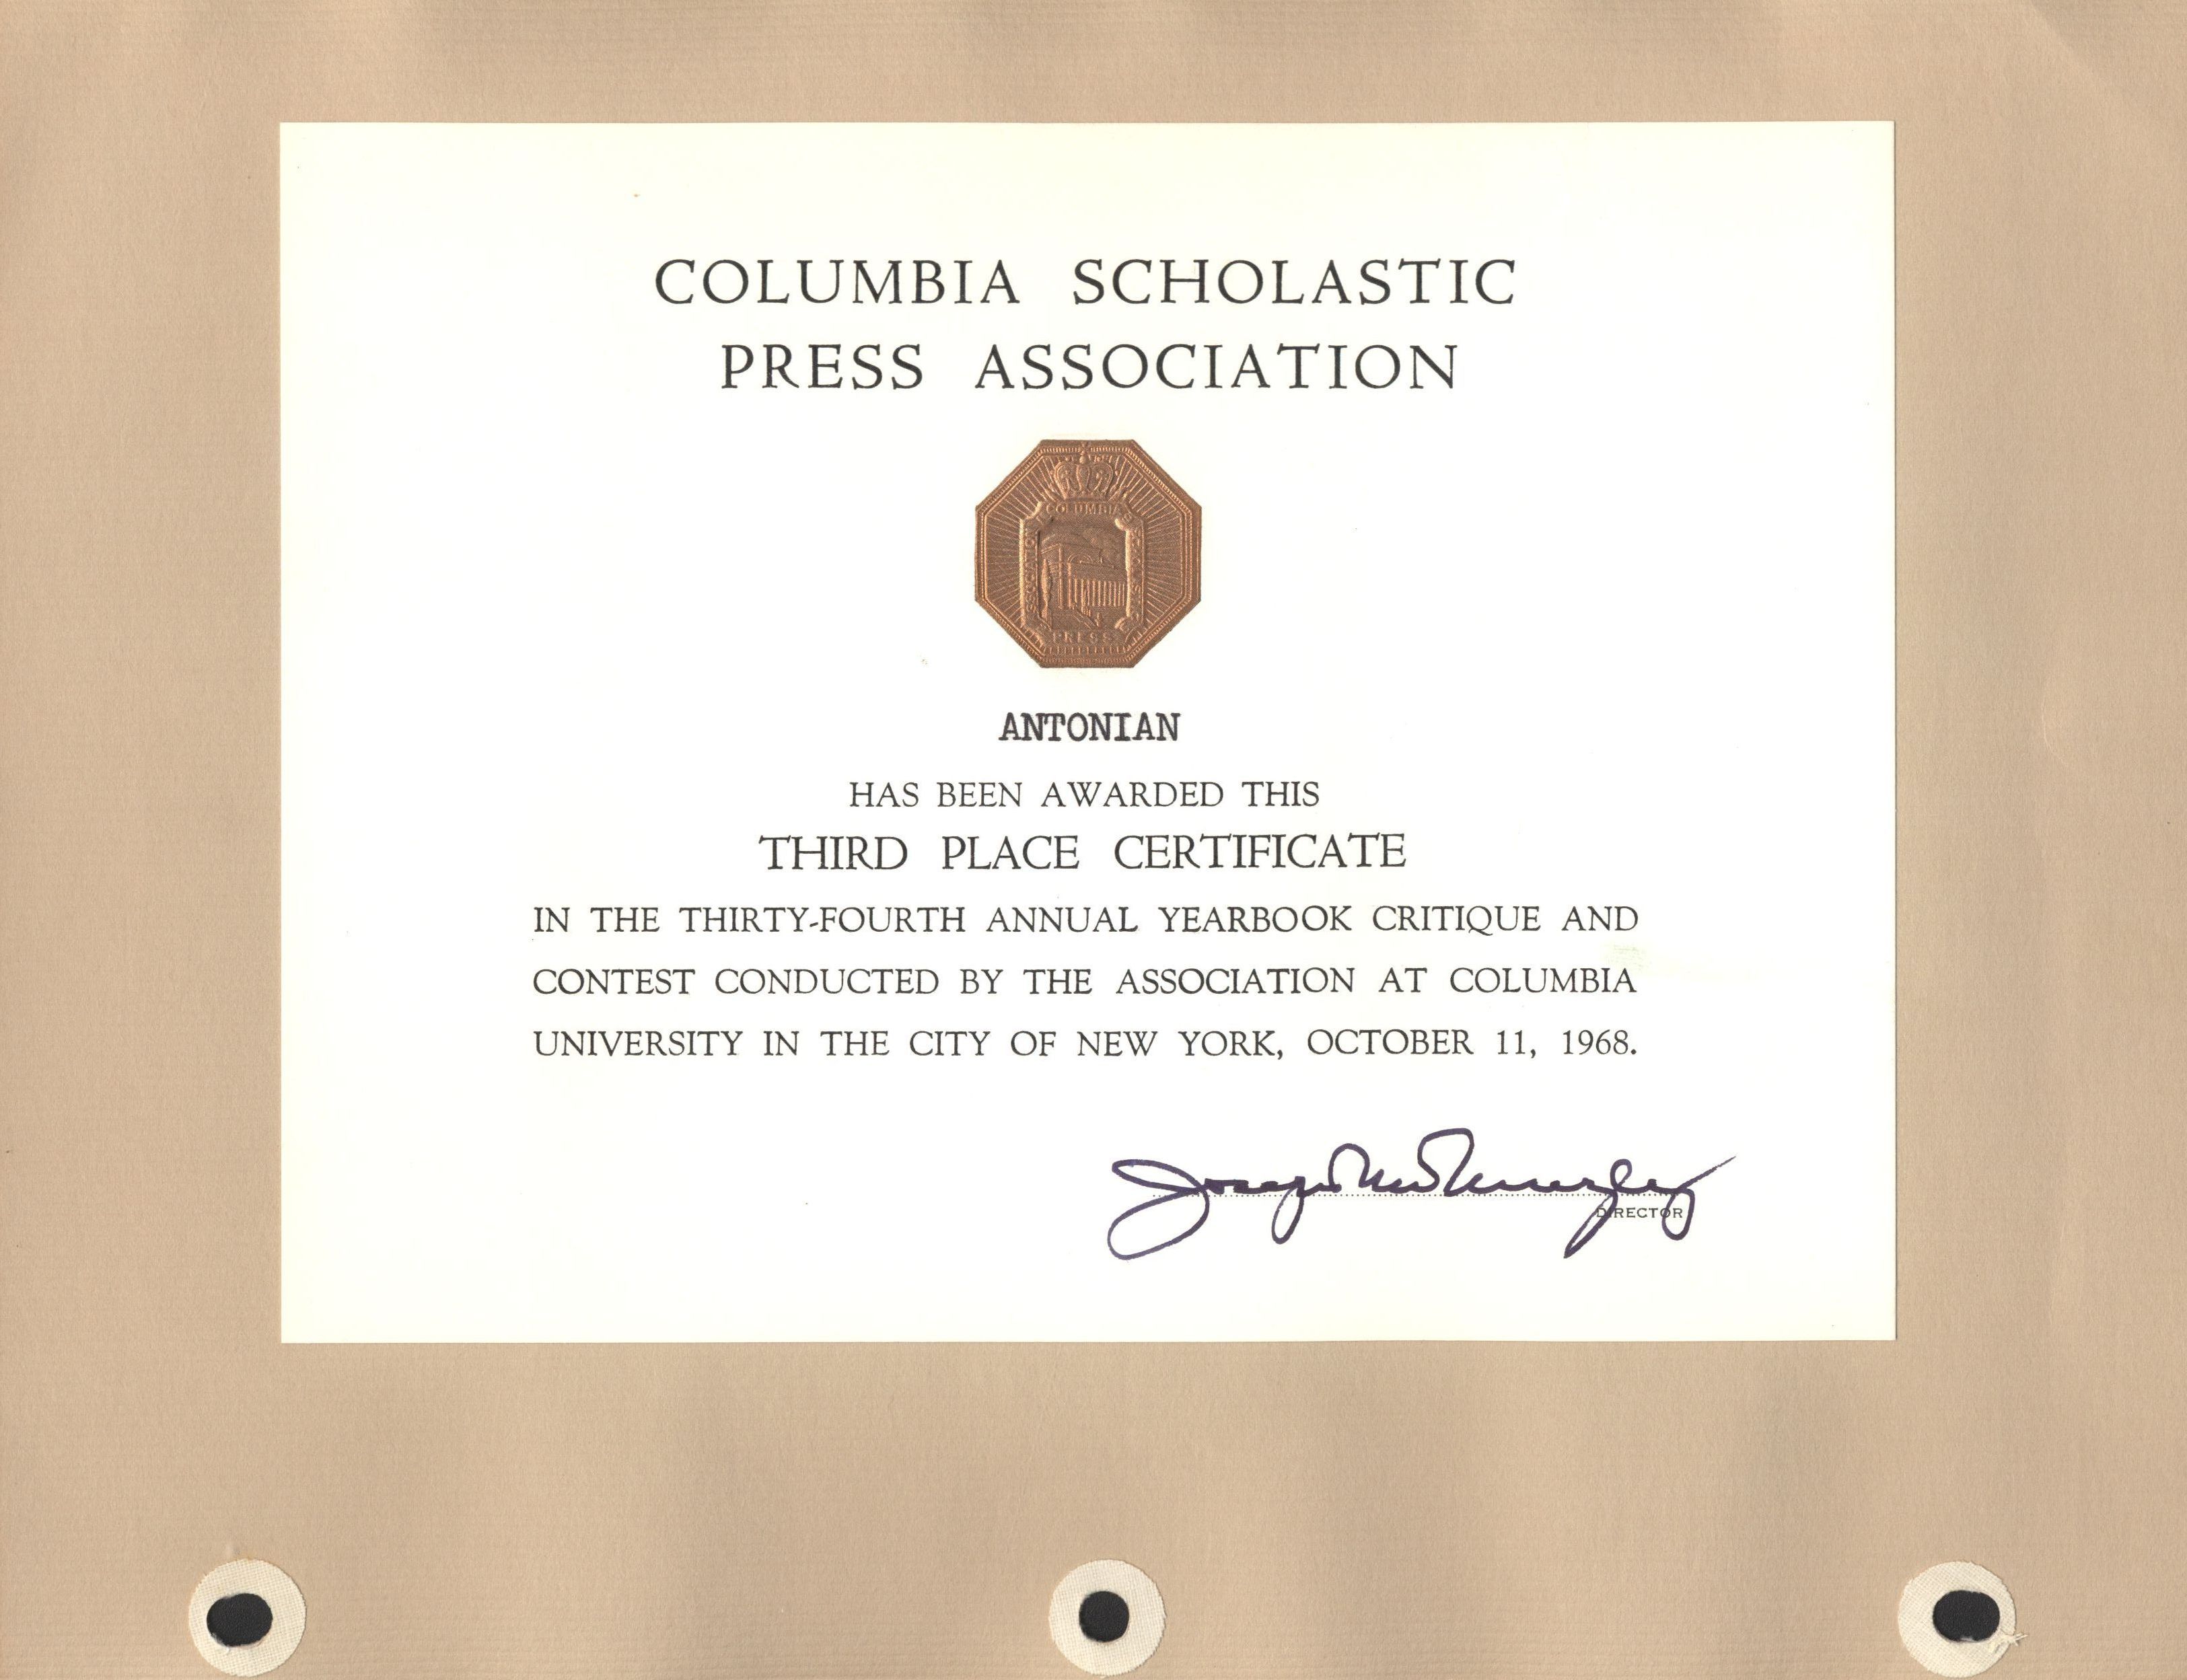 COLUMBIA SCHOLASTIC
PRESS ASSOCIATION
COLUMBIA
PRESS
ANTONIAN
HAS BEEN AWARDED THIS
THIRD PLACE CERTIFICATE
IN THE THIRTY-FOURTH ANNUAL YEARBOOK CRITIQUE AND
CONTEST CONDUCTED BY THE ASSOCIATION AT COLUMBIA
UNIVERSITY IN THE CITY OF NEW YORK, OCTOBER 11, 1968.
DIRECTOR